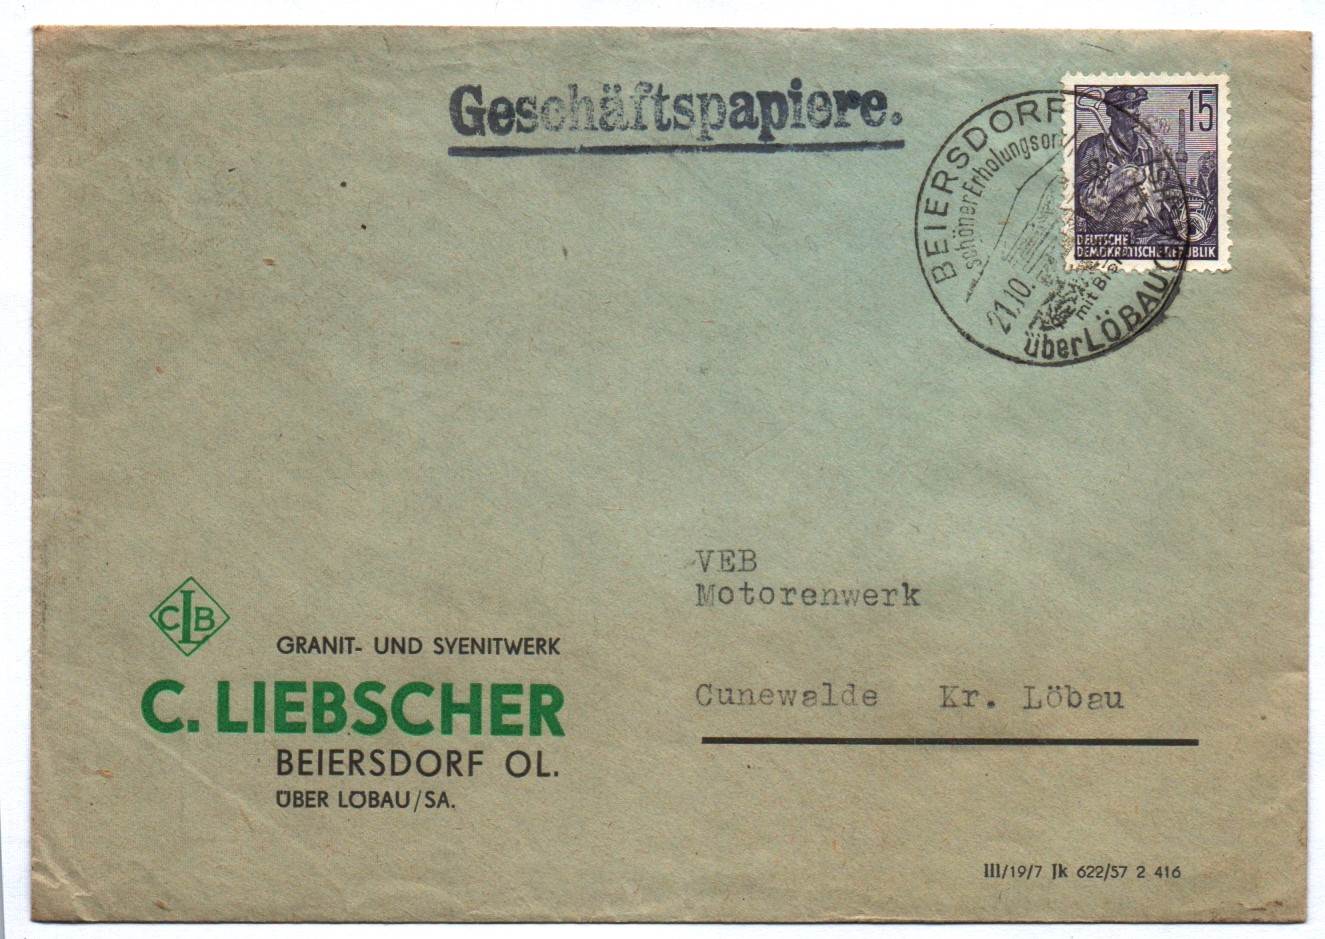 Geschäftspapiere.
BEIERSDORF
schöner Erholungsort
21.10.
mit
über LÖBAU
15
15
DEUTSCHE
DEMOKRATISCHE REPUBLIK
VEB
Motorenwerk
Cunewalde Kr. Löbau
CLB
GRANIT- UND SYENITWERK
C. LIEBSCHER
BEIERSDORF OL.
ÜBER LÖBAU/SA.
III/19/7 Jk 622/57 2 416